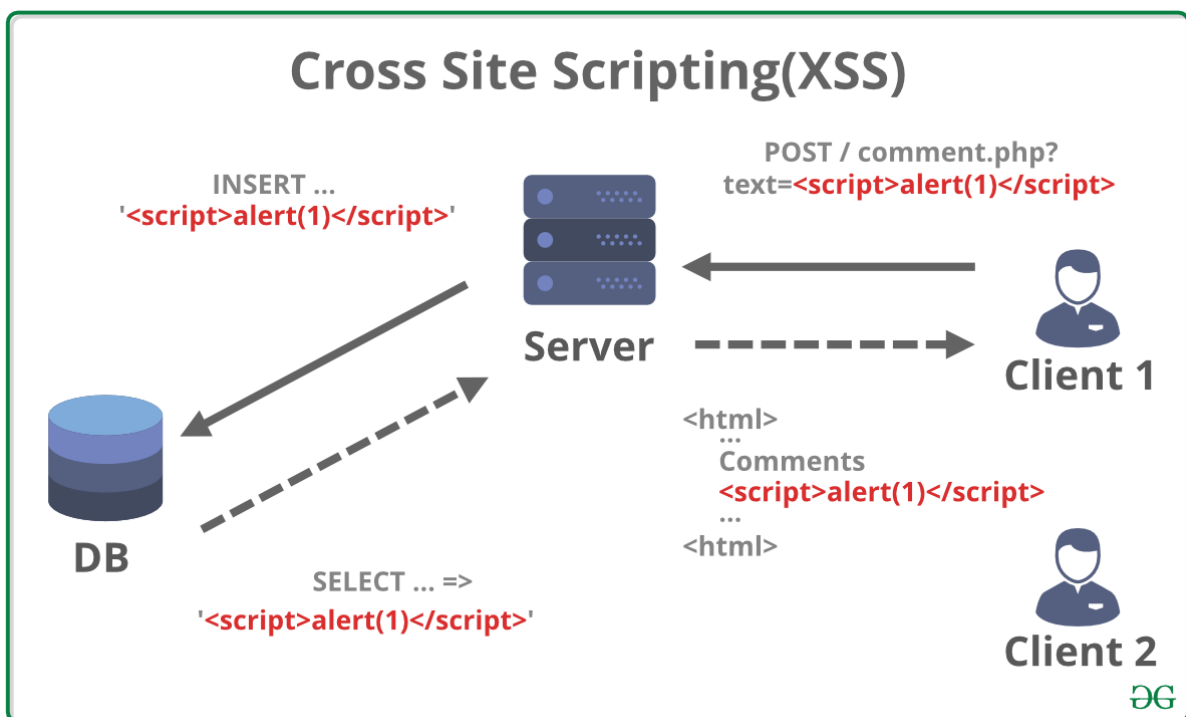 Cross Site Scripting(XSS)
POST / comment.php?
text=<script>alert(1)</script>
INSERT ...
'<script>alert(1)</script>'
Server
Client 1
<html>
...
Comments
<script>alert(1)</script>
...
<html>
DB
SELECT ... =>
'<script>alert(1)</script>'
Client 2